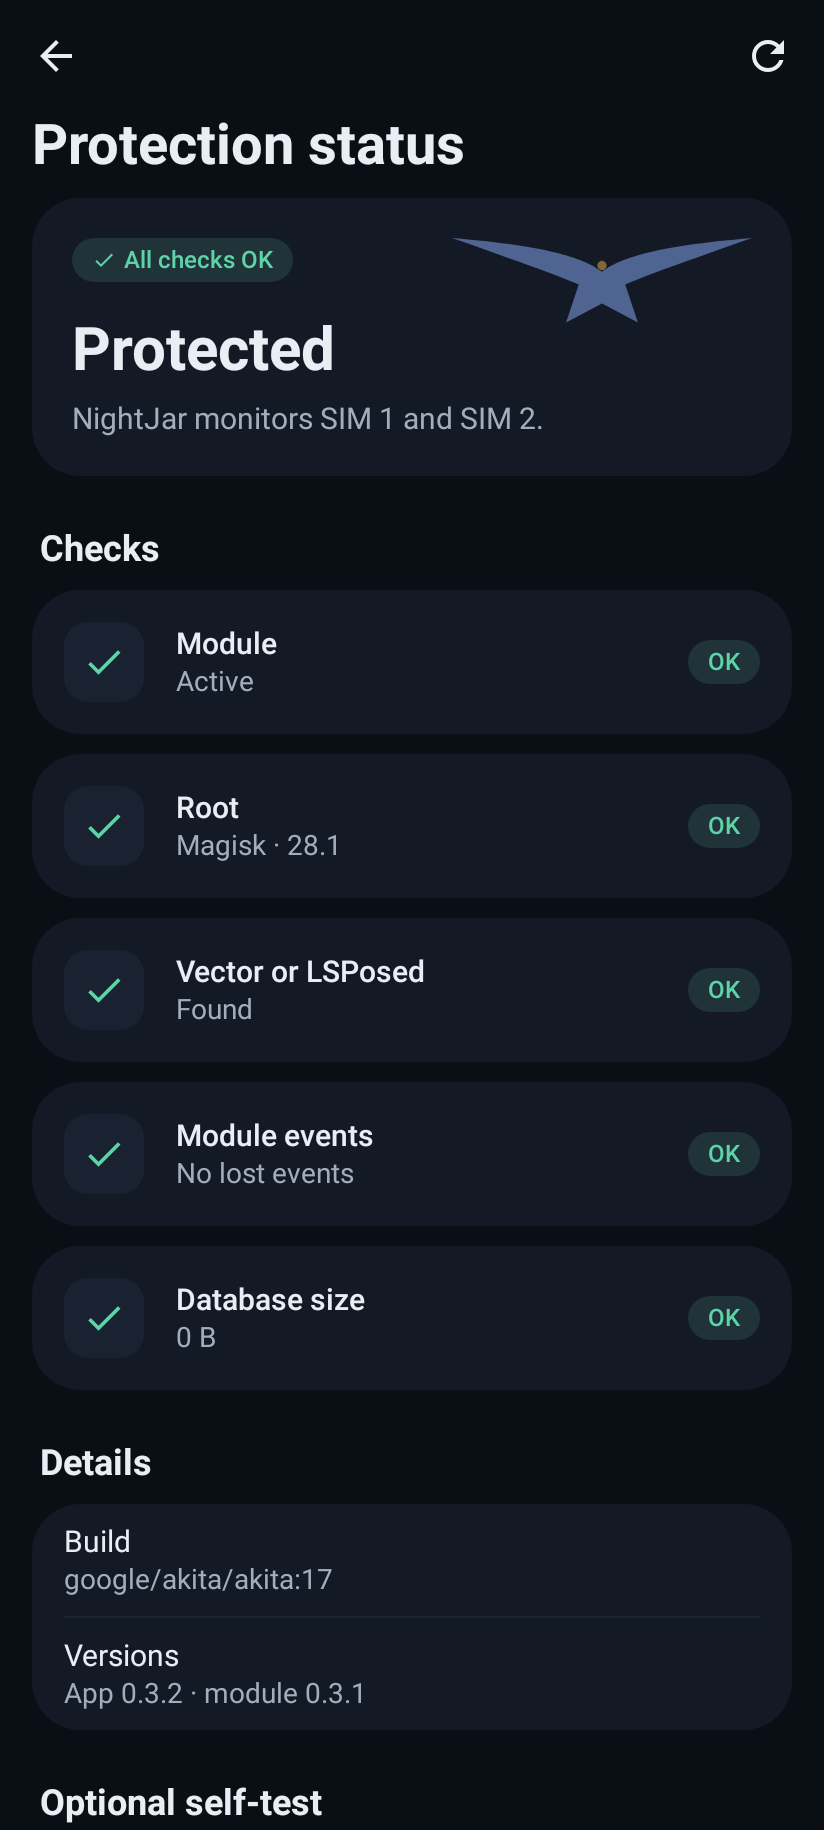 Protection status
All checks OK
Protected
NightJar monitors SIM 1 and SIM 2.
Checks
Module
Active
OK
Root
Magisk · 28.1
OK
Vector or LSPosed
Found
OK
Module events
No lost events
OK
Database size
0 B
OK
Details
Build
google/akita/akita:17
Versions
App 0.3.2 · module 0.3.1
Optional self-test